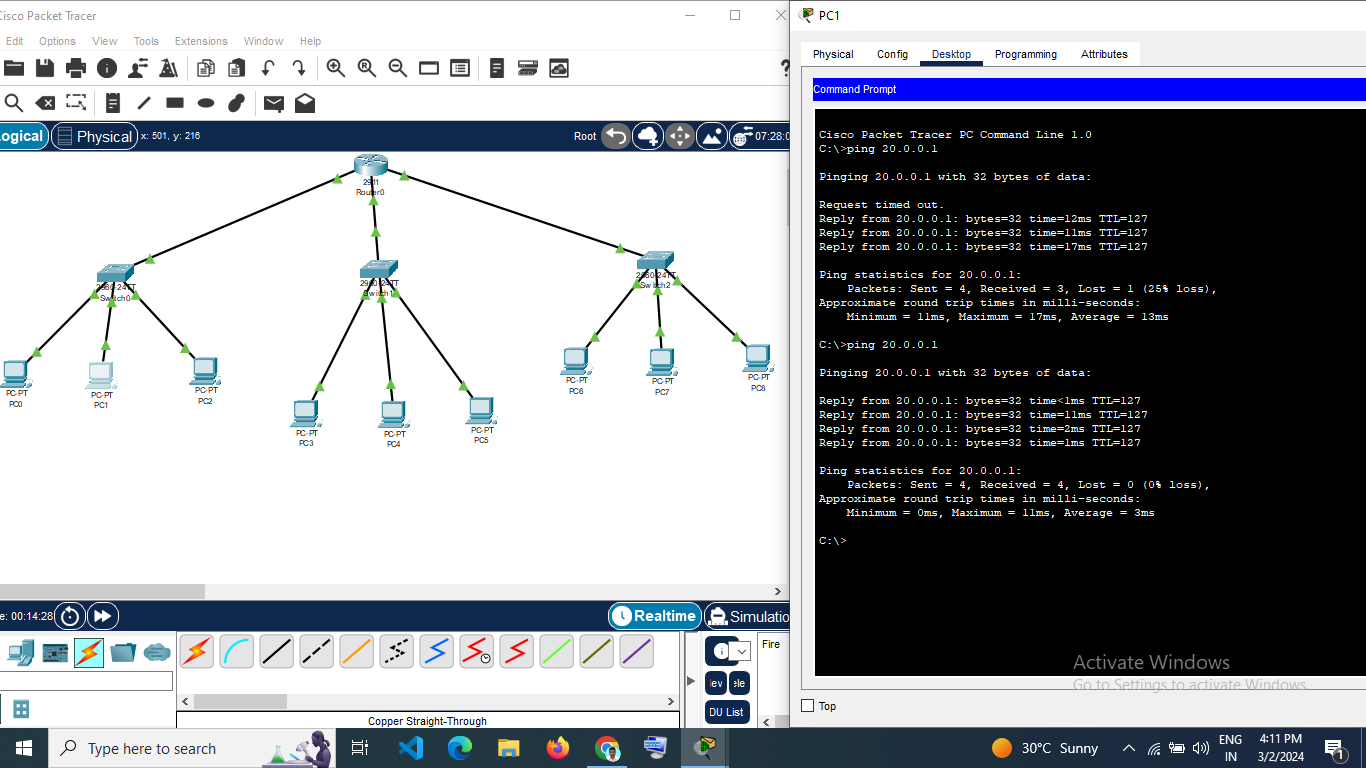 Cisco Packet Tracer
Edit Options View Tools Extensions Window Help
Logical Physical x: 501, y: 216 Root 07:28:0
2911
Router0
2960-24TT
Switch0
2960-24TT
Switch1
2960-24TT
Switch2
PC-PT
PC0
PC-PT
PC1
PC-PT
PC2
PC-PT
PC3
PC-PT
PC4
PC-PT
PC5
PC-PT
PC6
PC-PT
PC7
PC-PT
PC8
e: 00:14:28 Realtime Simulatio
Fire
DU List
Copper Straight-Through
PC1
Physical Config Desktop Programming Attributes
Command Prompt
Cisco Packet Tracer PC Command Line 1.0
C:\>ping 20.0.0.1
Pinging 20.0.0.1 with 32 bytes of data:
Request timed out.
Reply from 20.0.0.1: bytes=32 time=12ms TTL=127
Reply from 20.0.0.1: bytes=32 time=11ms TTL=127
Reply from 20.0.0.1: bytes=32 time=17ms TTL=127
Ping statistics for 20.0.0.1:
Packets: Sent = 4, Received = 3, Lost = 1 (25% loss),
Approximate round trip times in milli-seconds:
Minimum = 11ms, Maximum = 17ms, Average = 13ms
C:\>ping 20.0.0.1
Pinging 20.0.0.1 with 32 bytes of data:
Reply from 20.0.0.1: bytes=32 time<1ms TTL=127
Reply from 20.0.0.1: bytes=32 time=11ms TTL=127
Reply from 20.0.0.1: bytes=32 time=2ms TTL=127
Reply from 20.0.0.1: bytes=32 time=1ms TTL=127
Ping statistics for 20.0.0.1:
Packets: Sent = 4, Received = 4, Lost = 0 (0% loss),
Approximate round trip times in milli-seconds:
Minimum = 0ms, Maximum = 11ms, Average = 3ms
C:\>
Activate Windows
Go to Settings to activate Windows.
Top
Type here to search
30°C Sunny
ENG
IN
4:11 PM
3/2/2024
1